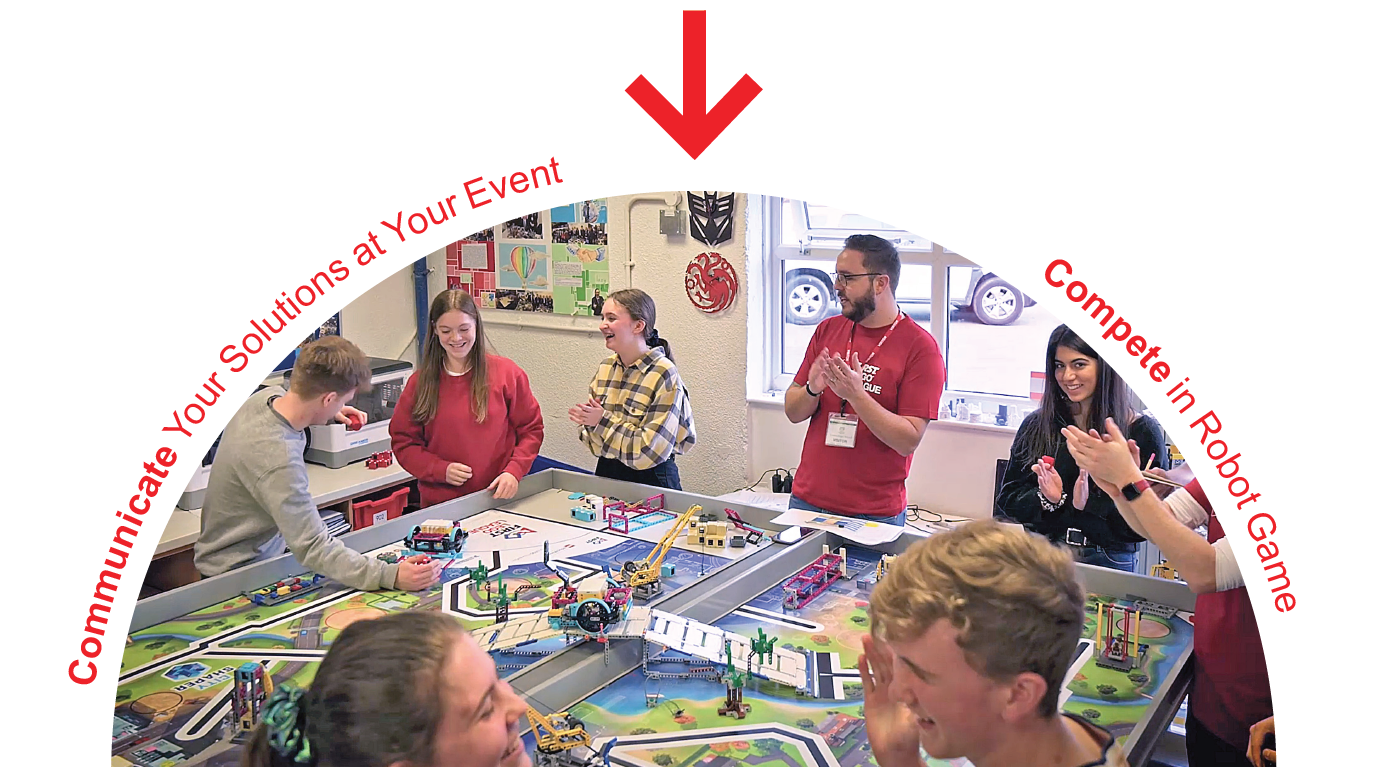 Communicate Your Solutions at Your Event
Compete in Robot Game